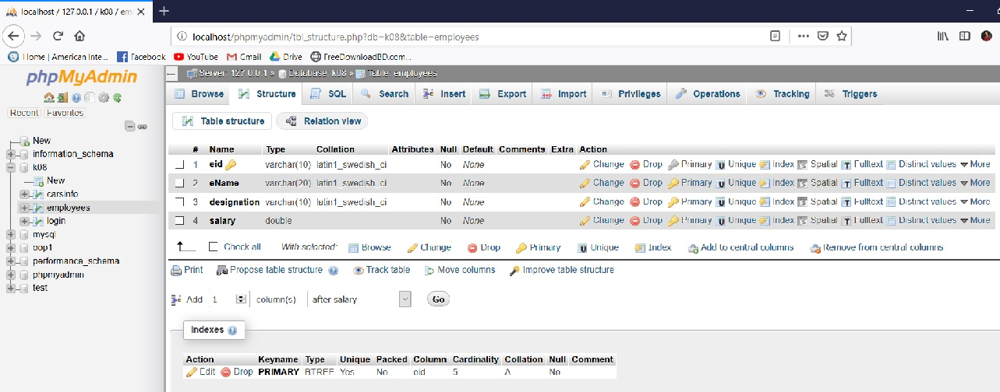 localhost / 127.0.0.1 / k08 / em
localhost/phpmyadmin/tbl_structure.php?db=k08&table=employees
Home | American Inte... Facebook YouTube Gmail Drive FreeDownloadBD.com...
phpMyAdmin
Recent Favorites
New
information_schema
k08
New
carsinfo
employees
login
mysql
oop1
performance_schema
phpmyadmin
test
Server: 127.0.0.1 » Database: k08 » Table: employees
Browse Structure SQL Search Insert Export Import Privileges Operations Tracking Triggers
Table structure Relation view
# Name Type Collation Attributes Null Default Comments Extra Action
1 eid varchar(10) latin1_swedish_ci No None Change Drop Primary Unique Index Spatial Fulltext Distinct values More
2 eName varchar(20) latin1_swedish_ci No None Change Drop Primary Unique Index Spatial Fulltext Distinct values More
3 designation varchar(10) latin1_swedish_ci No None Change Drop Primary Unique Index Spatial Fulltext Distinct values More
4 salary double No None Change Drop Primary Unique Index Spatial Fulltext Distinct values More
Check all With selected: Browse Change Drop Primary Unique Index Add to central columns Remove from central columns
Print Propose table structure Track table Move columns Improve table structure
Add 1 column(s) after salary Go
Indexes
Action Keyname Type Unique Packed Column Cardinality Collation Null Comment
Edit Drop PRIMARY BTREE Yes No eid 5 A No